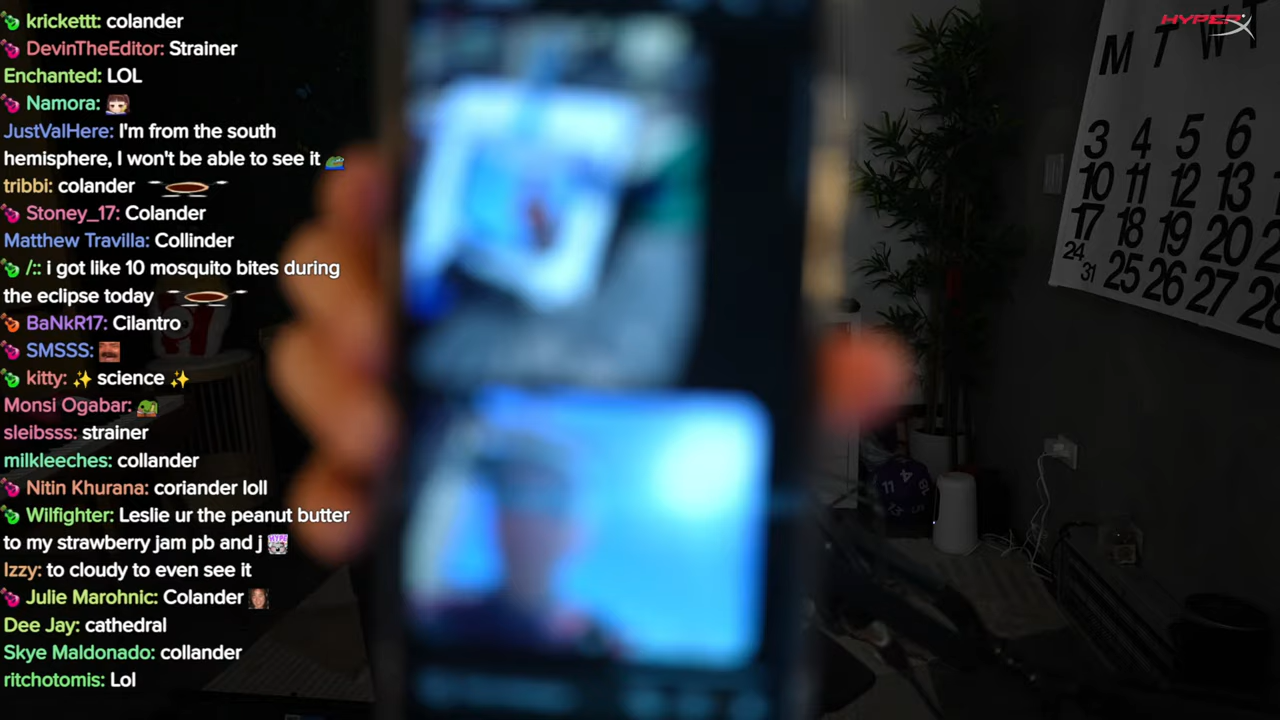 krickettt: colander
DevinTheEditor: Strainer
Enchanted: LOL
Namora:
JustValHere: I'm from the south
hemisphere, I won't be able to see it
tribbi: colander
Stoney_17: Colander
Matthew Travilla: Collinder
/:: i got like 10 mosquito bites during
the eclipse today
BaNkR17: Cilantro
SMSSS:
kitty: ✨ science ✨
Monsi Ogabar:
sleibsss: strainer
milkleeches: collander
Nitin Khurana: coriander loll
Wilfighter: Leslie ur the peanut butter
to my strawberry jam pb and j
Izzy: to cloudy to even see it
Julie Marohnic: Colander
Dee Jay: cathedral
Skye Maldonado: collander
ritchotomis: Lol
HYPERX
M T W T
3 4 5 6
10 11 12 13
17 18 19 20
24 31 25 26 27 28
11 4